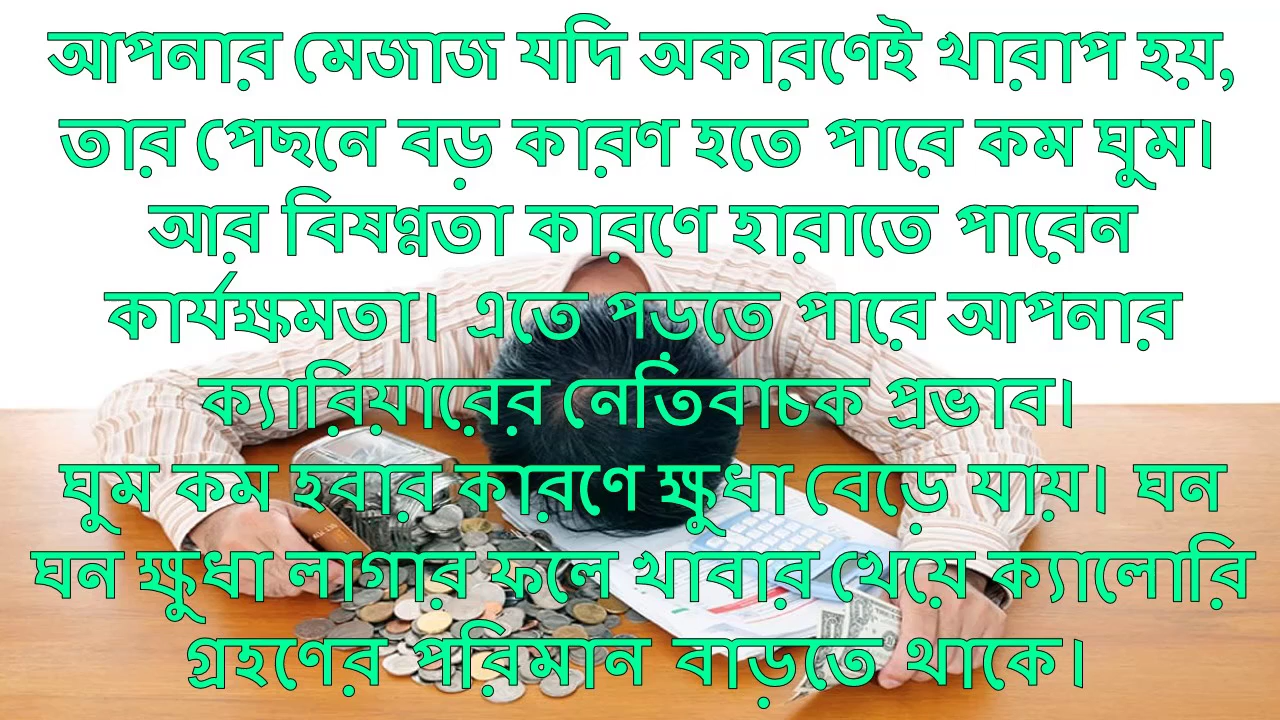 আপনার মেজাজ যদি অকারণেই খারাপ হয়,
তার পেছনে বড় কারণ হতে পারে কম ঘুম।
আর বিষণ্ণতা কারণে হারাতে পারেন
কার্যক্ষমতা। এতে পড়তে পারে আপনার
ক্যারিয়ারের নেতিবাচক প্রভাব।
ঘুম কম হবার কারণে ক্ষুধা বেড়ে যায়। ঘন
ঘন ক্ষুধা লাগার ফলে খাবার খেয়ে ক্যালোরি
গ্রহণের পরিমান বাড়তে থাকে।